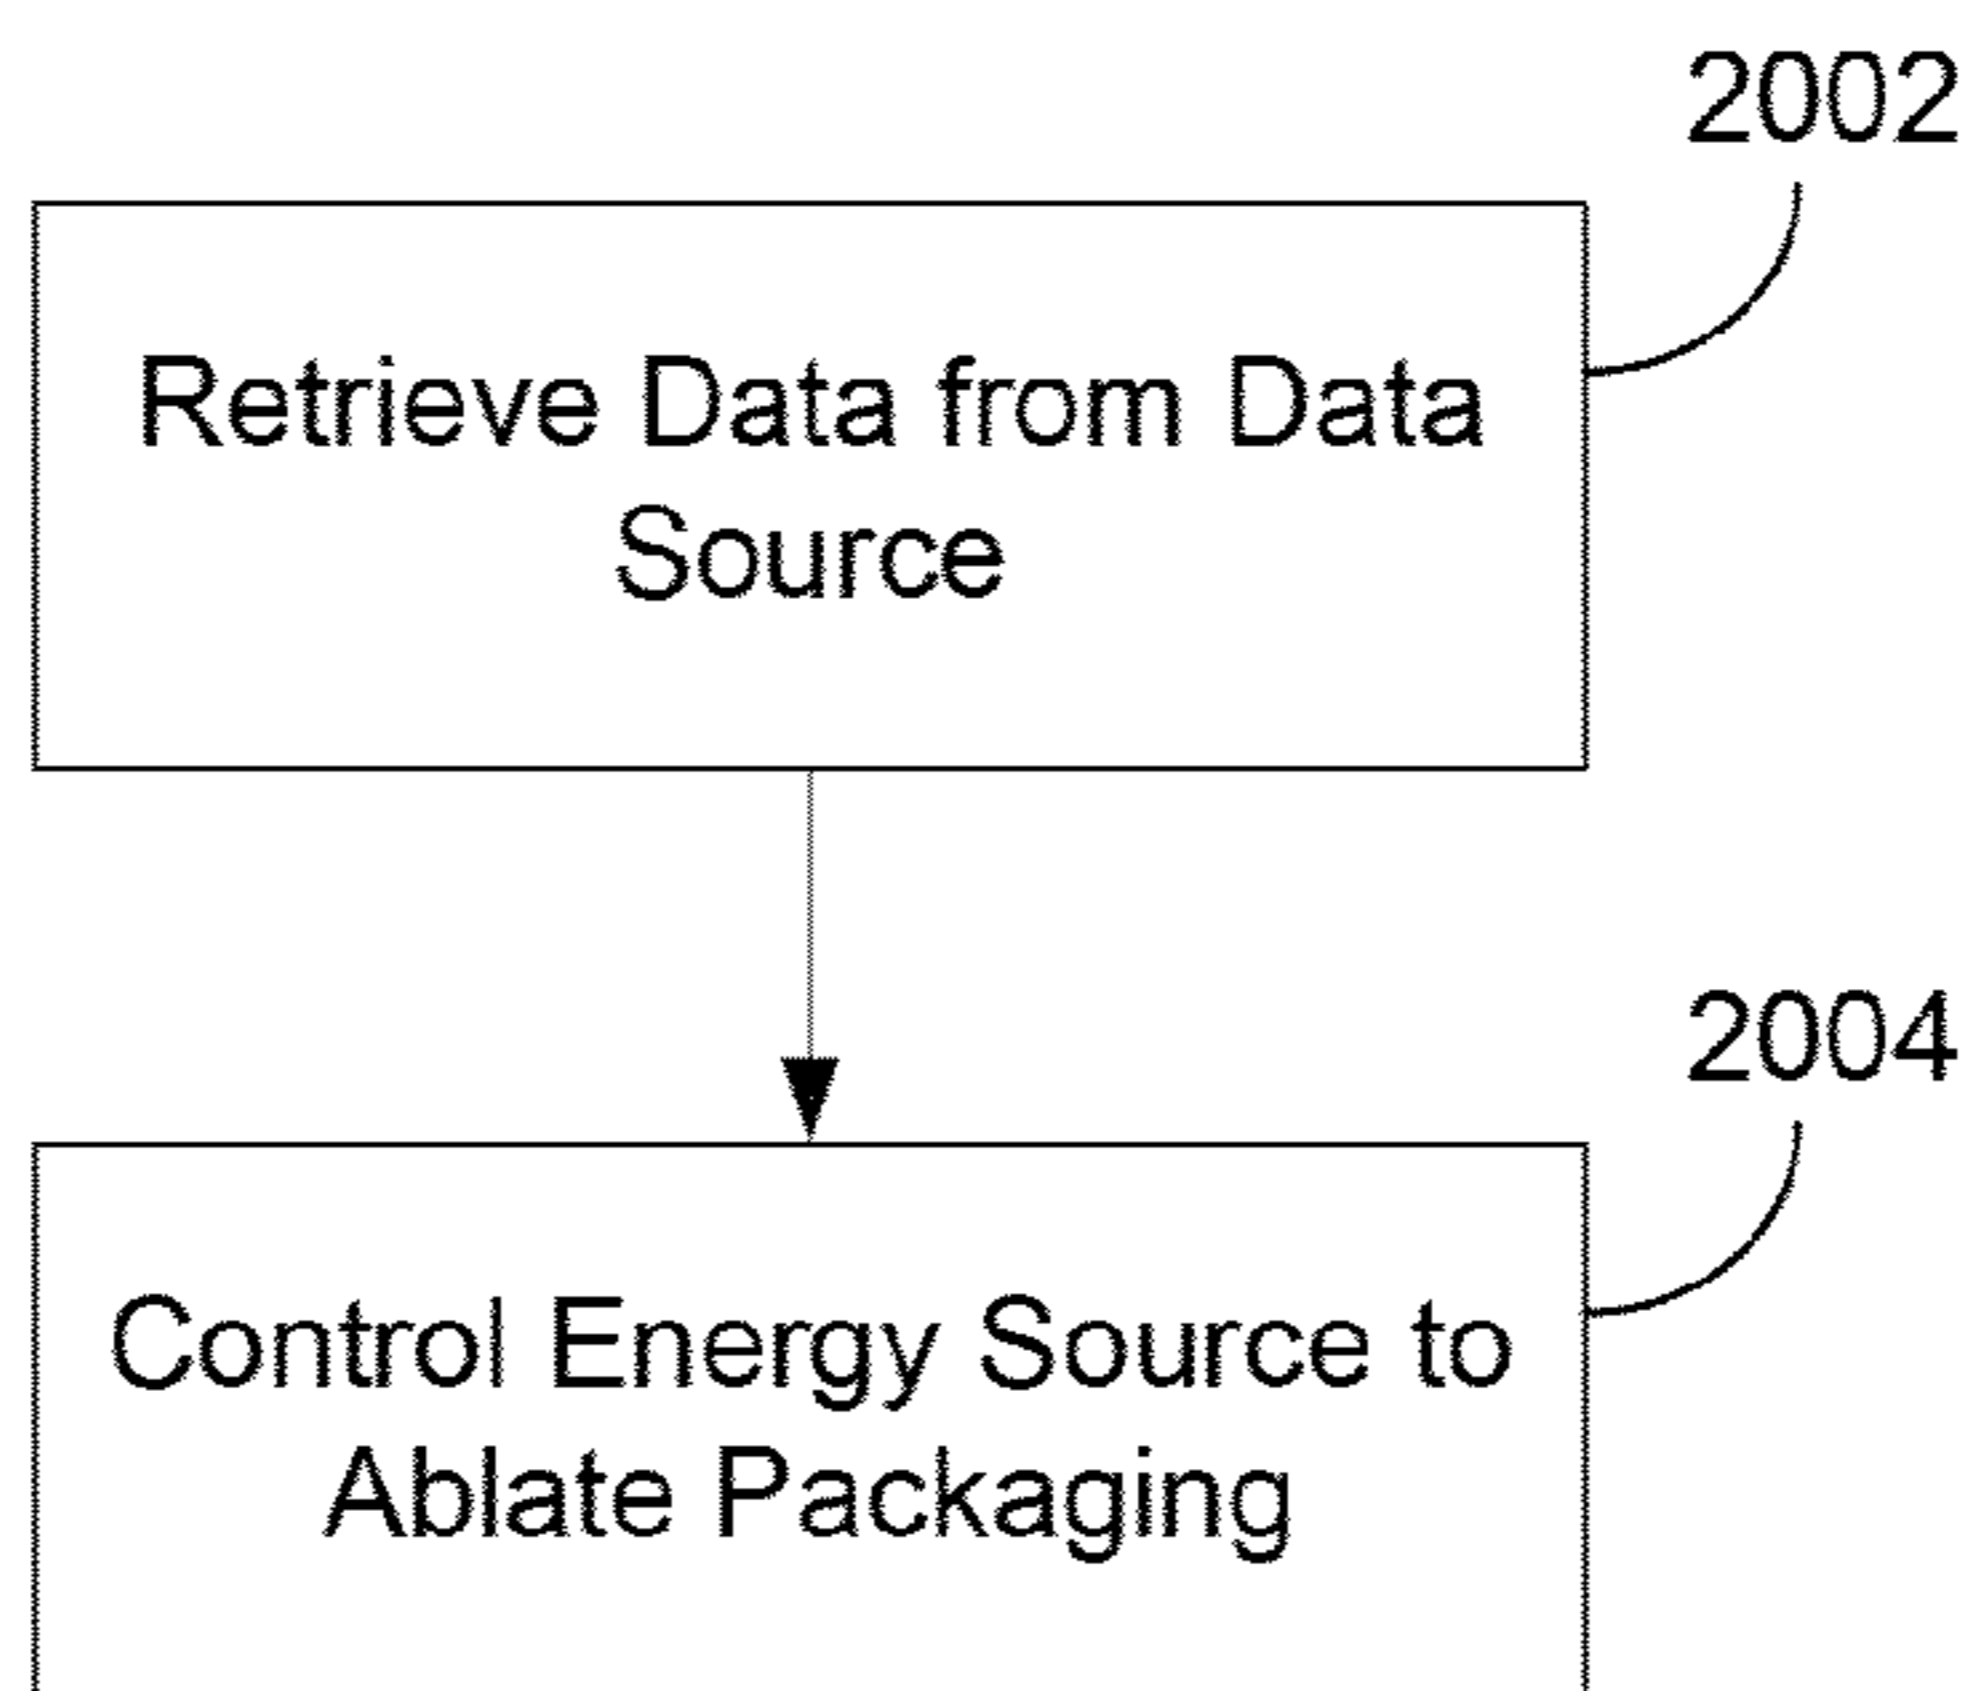 2002
Retrieve Data from Data
Source
2004
Control Energy Source to
Ablate Packaging